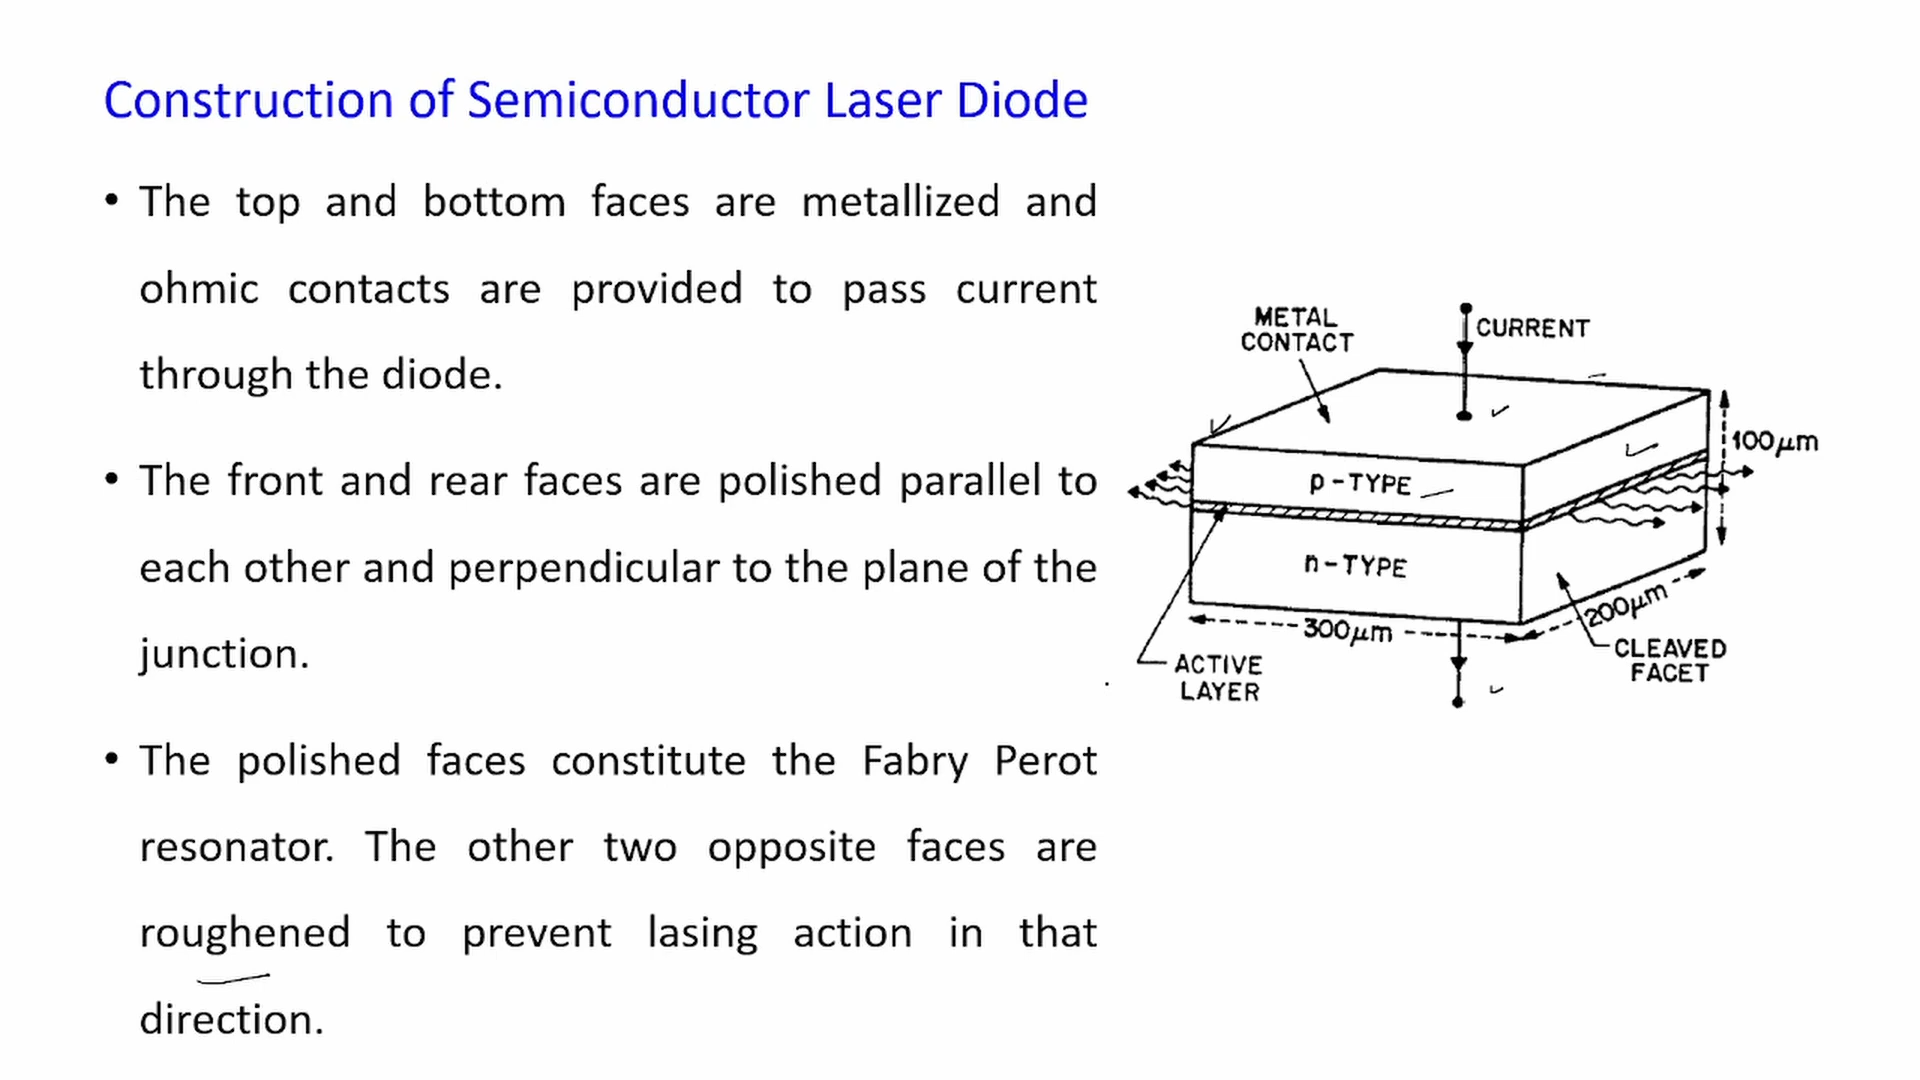 Construction of Semiconductor Laser Diode
• The top and bottom faces are metallized and
ohmic contacts are provided to pass current
through the diode.
• The front and rear faces are polished parallel to
each other and perpendicular to the plane of the
junction.
• The polished faces constitute the Fabry Perot
resonator. The other two opposite faces are
roughened to prevent lasing action in that
direction.
METAL
CONTACT
CURRENT
100μm
p-TYPE
n-TYPE
300μm
200μm
ACTIVE
LAYER
CLEAVED
FACET